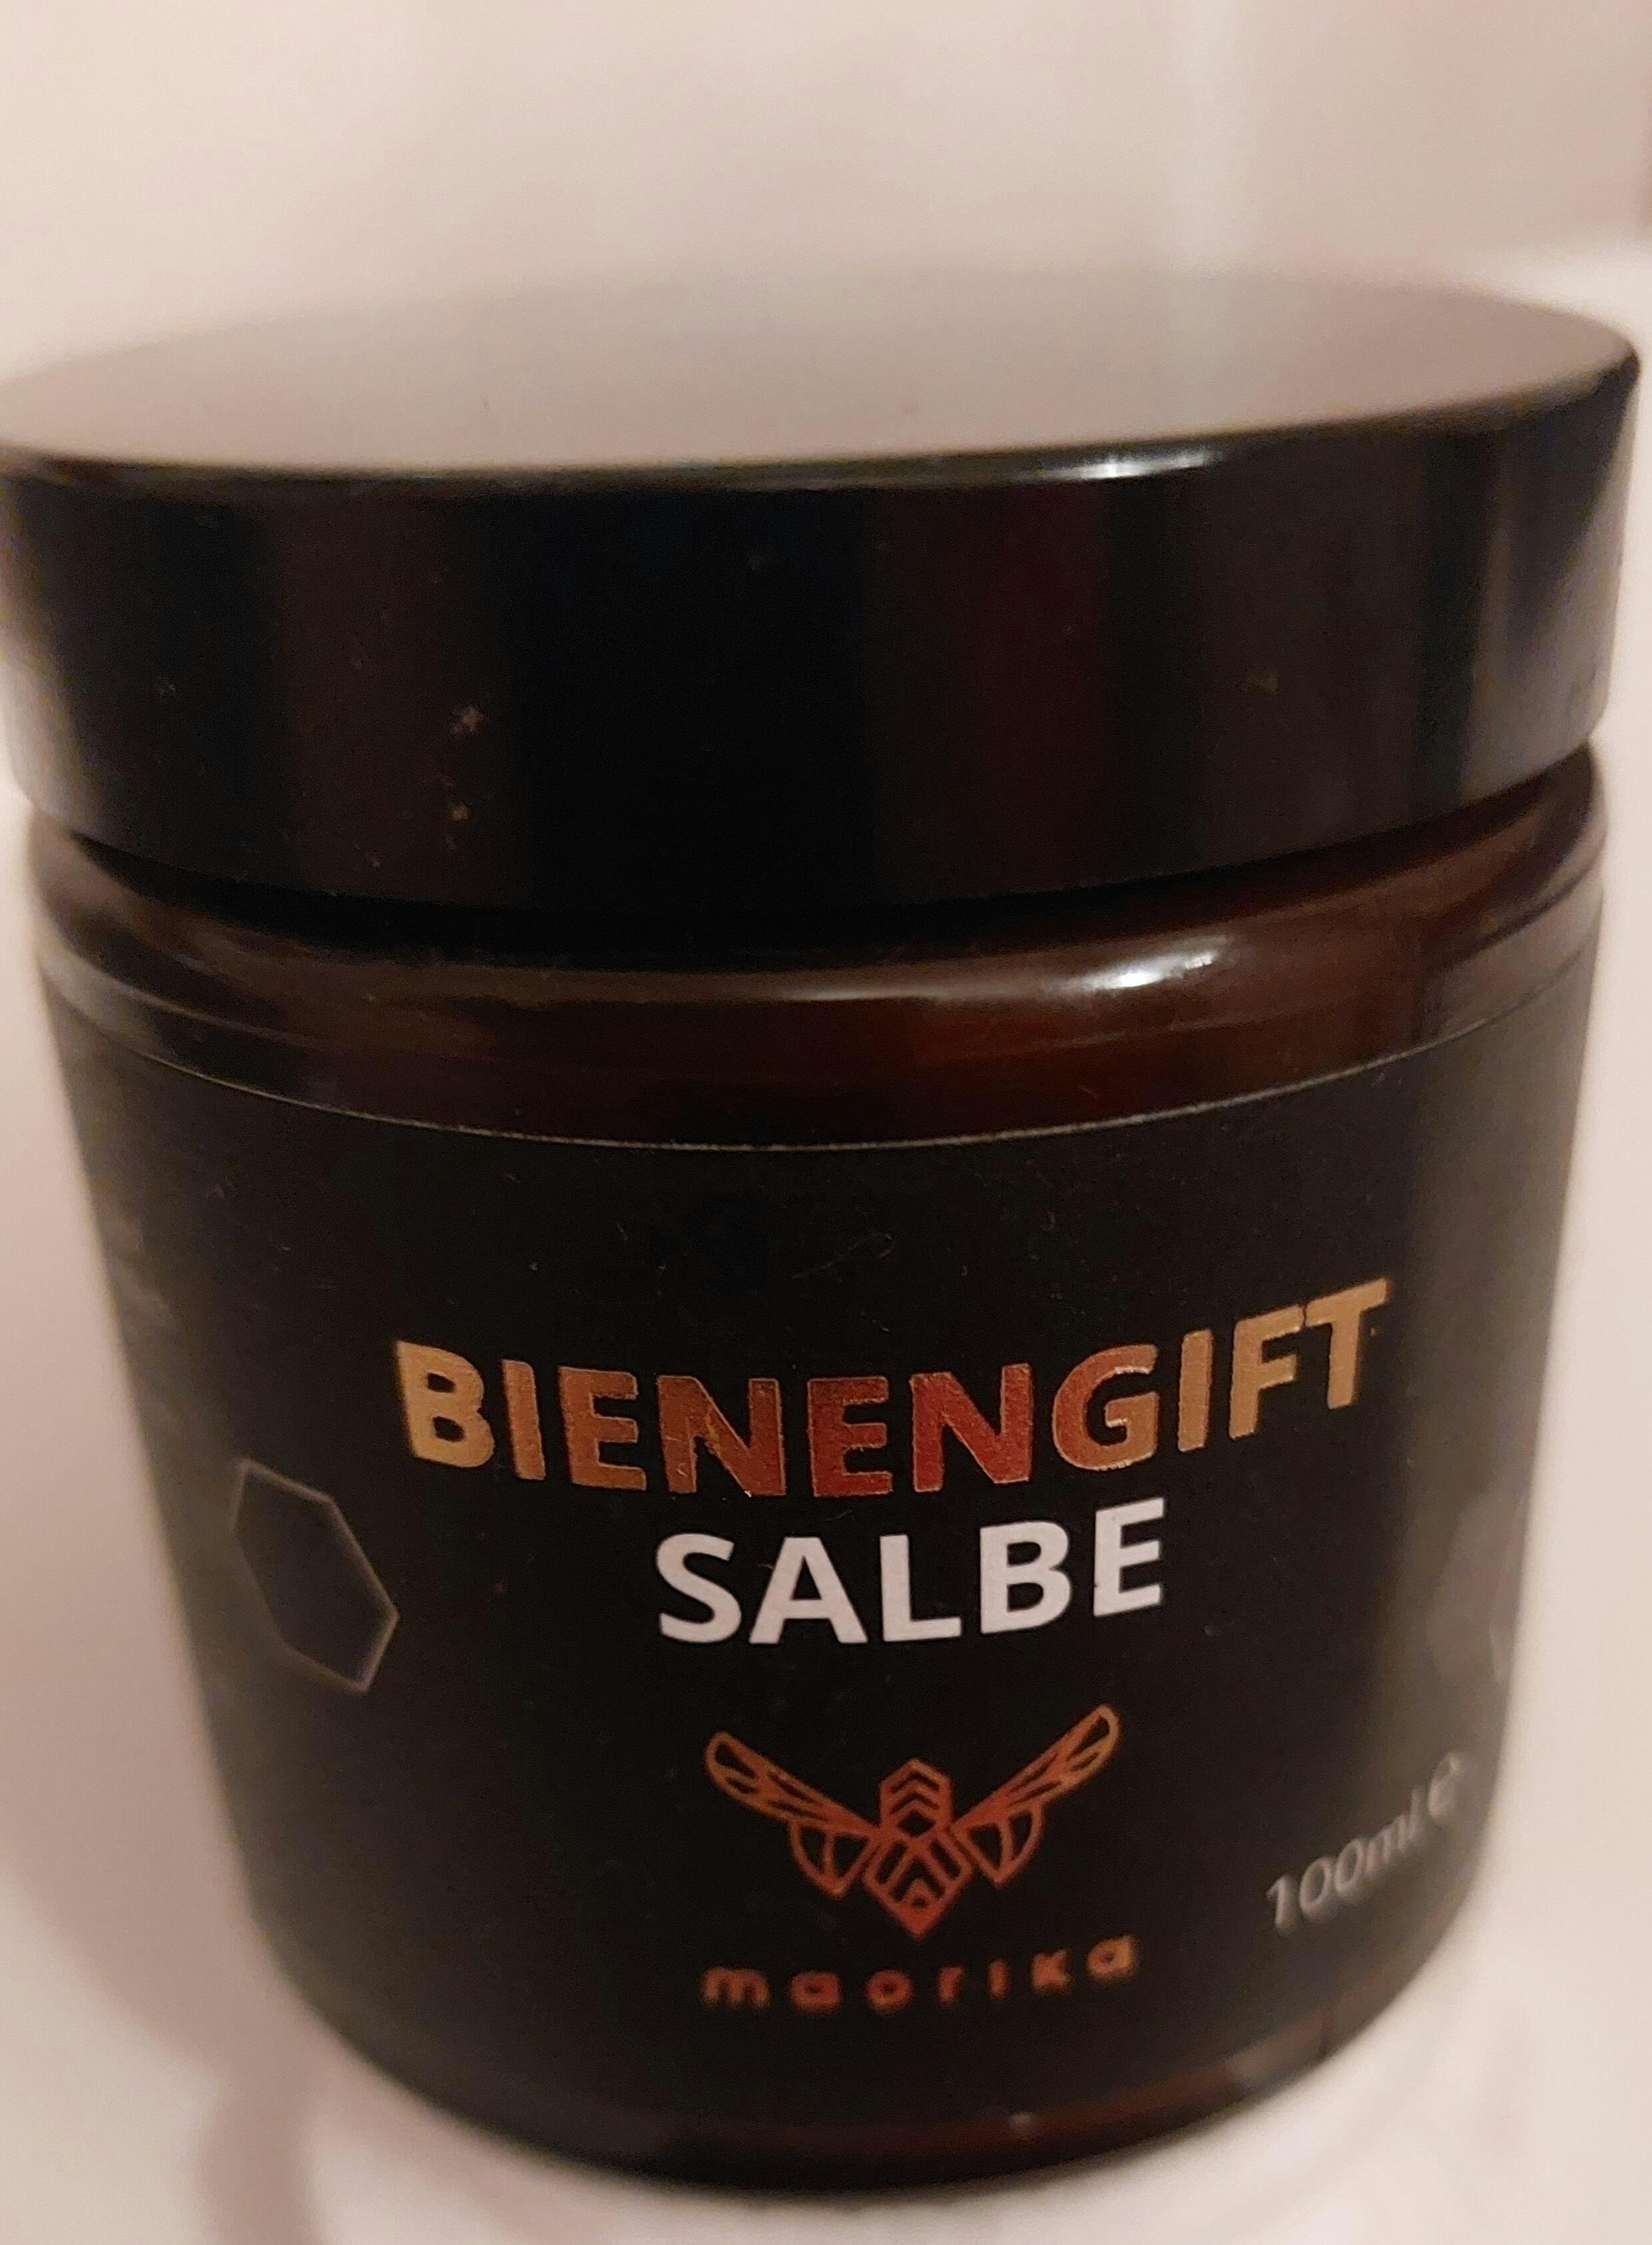 BIENENGIFT
SALBE
100ml ℮
maorika